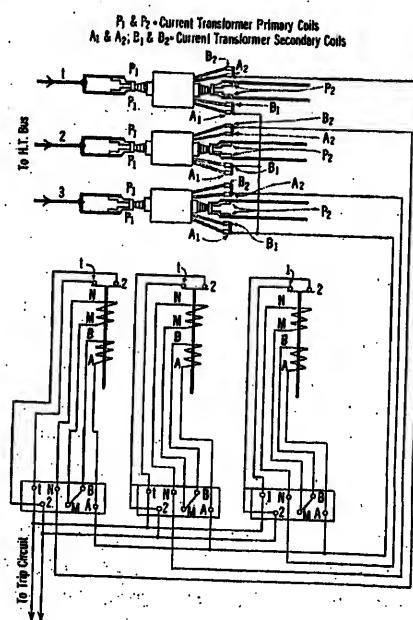 P1 & P2 = Current Transformer Primary Coils
A1 & A2; B1 & B2 = Current Transformer Secondary Coils
B2 A2
1 P1
P2
P1
A1 B1
To H.T. Bus
2 P1
B2
A2
P2
P1
A1 B1
3
B2 A2
P1
P2
A1 B1
1 2
N
M
B
A
1 2
N
M
B
A
1 2
N
M
B
A
1 N B
2 M A
1 N B
2 M A
1 N B
2 M A
To Trip Circuit